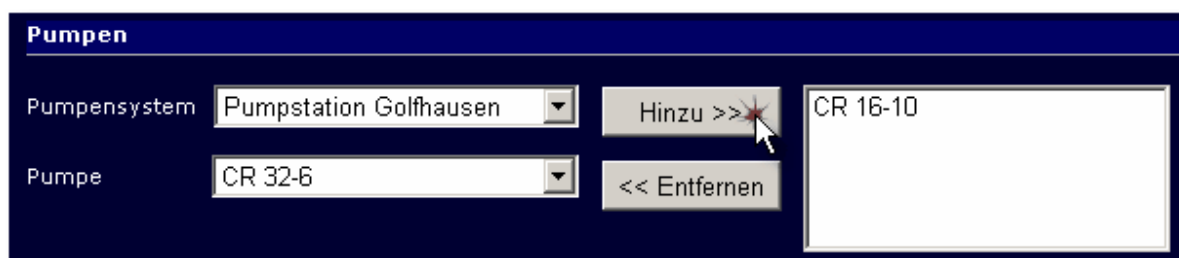 Pumpen
Pumpensystem Pumpstation Golfhausen Hinzu >> CR 16-10
Pumpe CR 32-6 << Entfernen